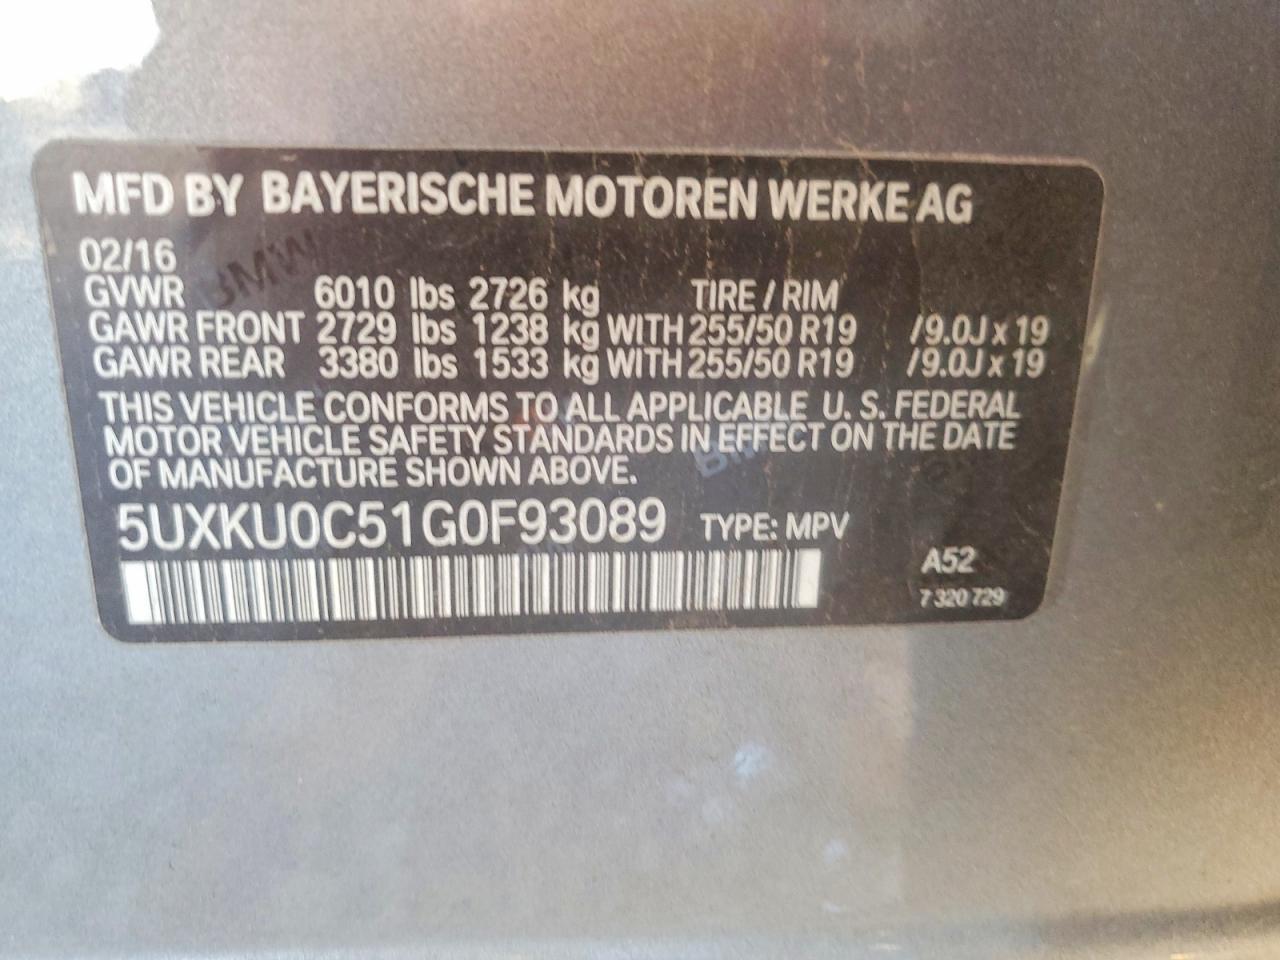 MFD BY BAYERISCHE MOTOREN WERKE AG
02/16
GVWR 6010 lbs 2726 kg TIRE / RIM
GAWR FRONT 2729 lbs 1238 kg WITH 255/50 R19 /9.0J x 19
GAWR REAR 3380 lbs 1533 kg WITH 255/50 R19 /9.0J x 19
THIS VEHICLE CONFORMS TO ALL APPLICABLE U. S. FEDERAL
MOTOR VEHICLE SAFETY STANDARDS IN EFFECT ON THE DATE
OF MANUFACTURE SHOWN ABOVE.
5UXKU0C51G0F93089 TYPE: MPV
A52
7 320 729
BMW